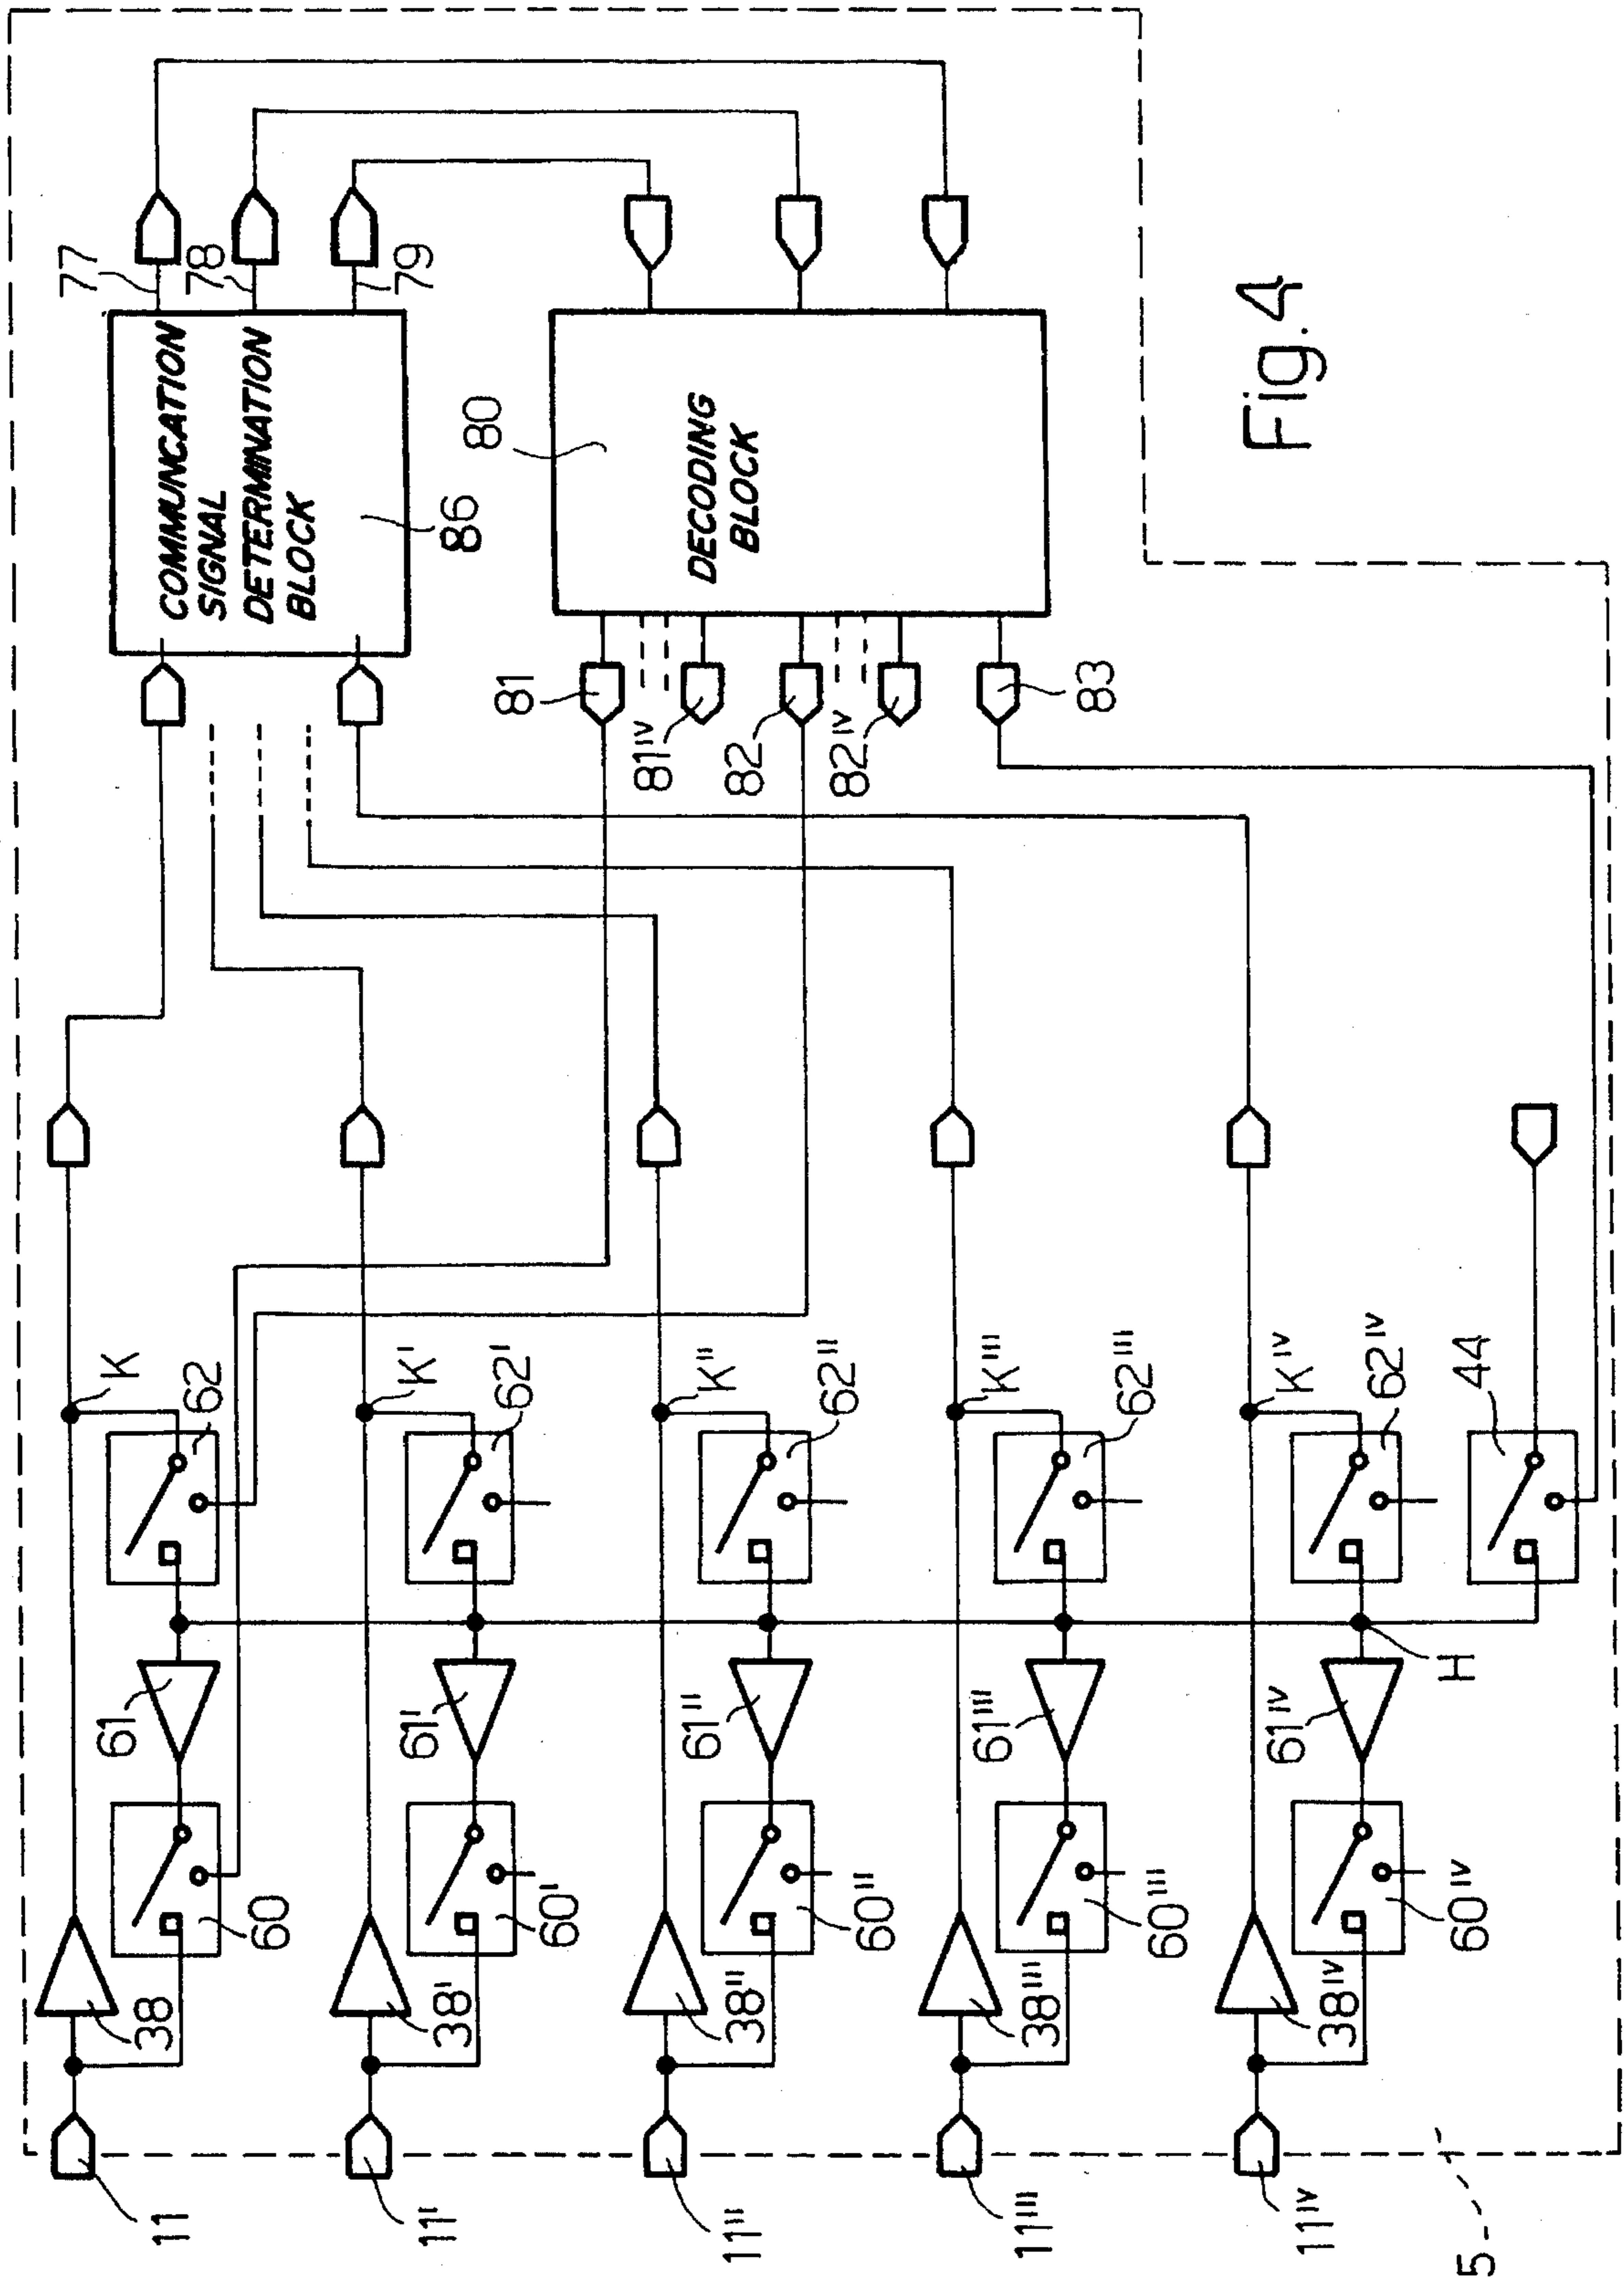 77
78
79
COMMUNCATION
SIGNAL
DETERMINATION
BLOCK
86
80
DECODING
BLOCK
81
81IV
82
82IV
83
K
K'
K"
K'''
KIV
62
62'
62"
62'''
62IV
44
H
61
61'
61"
61'''
61IV
60
60'
60"
60'''
60IV
38
38'
38"
38'''
38IV
11
11'
11"
11'''
11IV
5
Fig.4